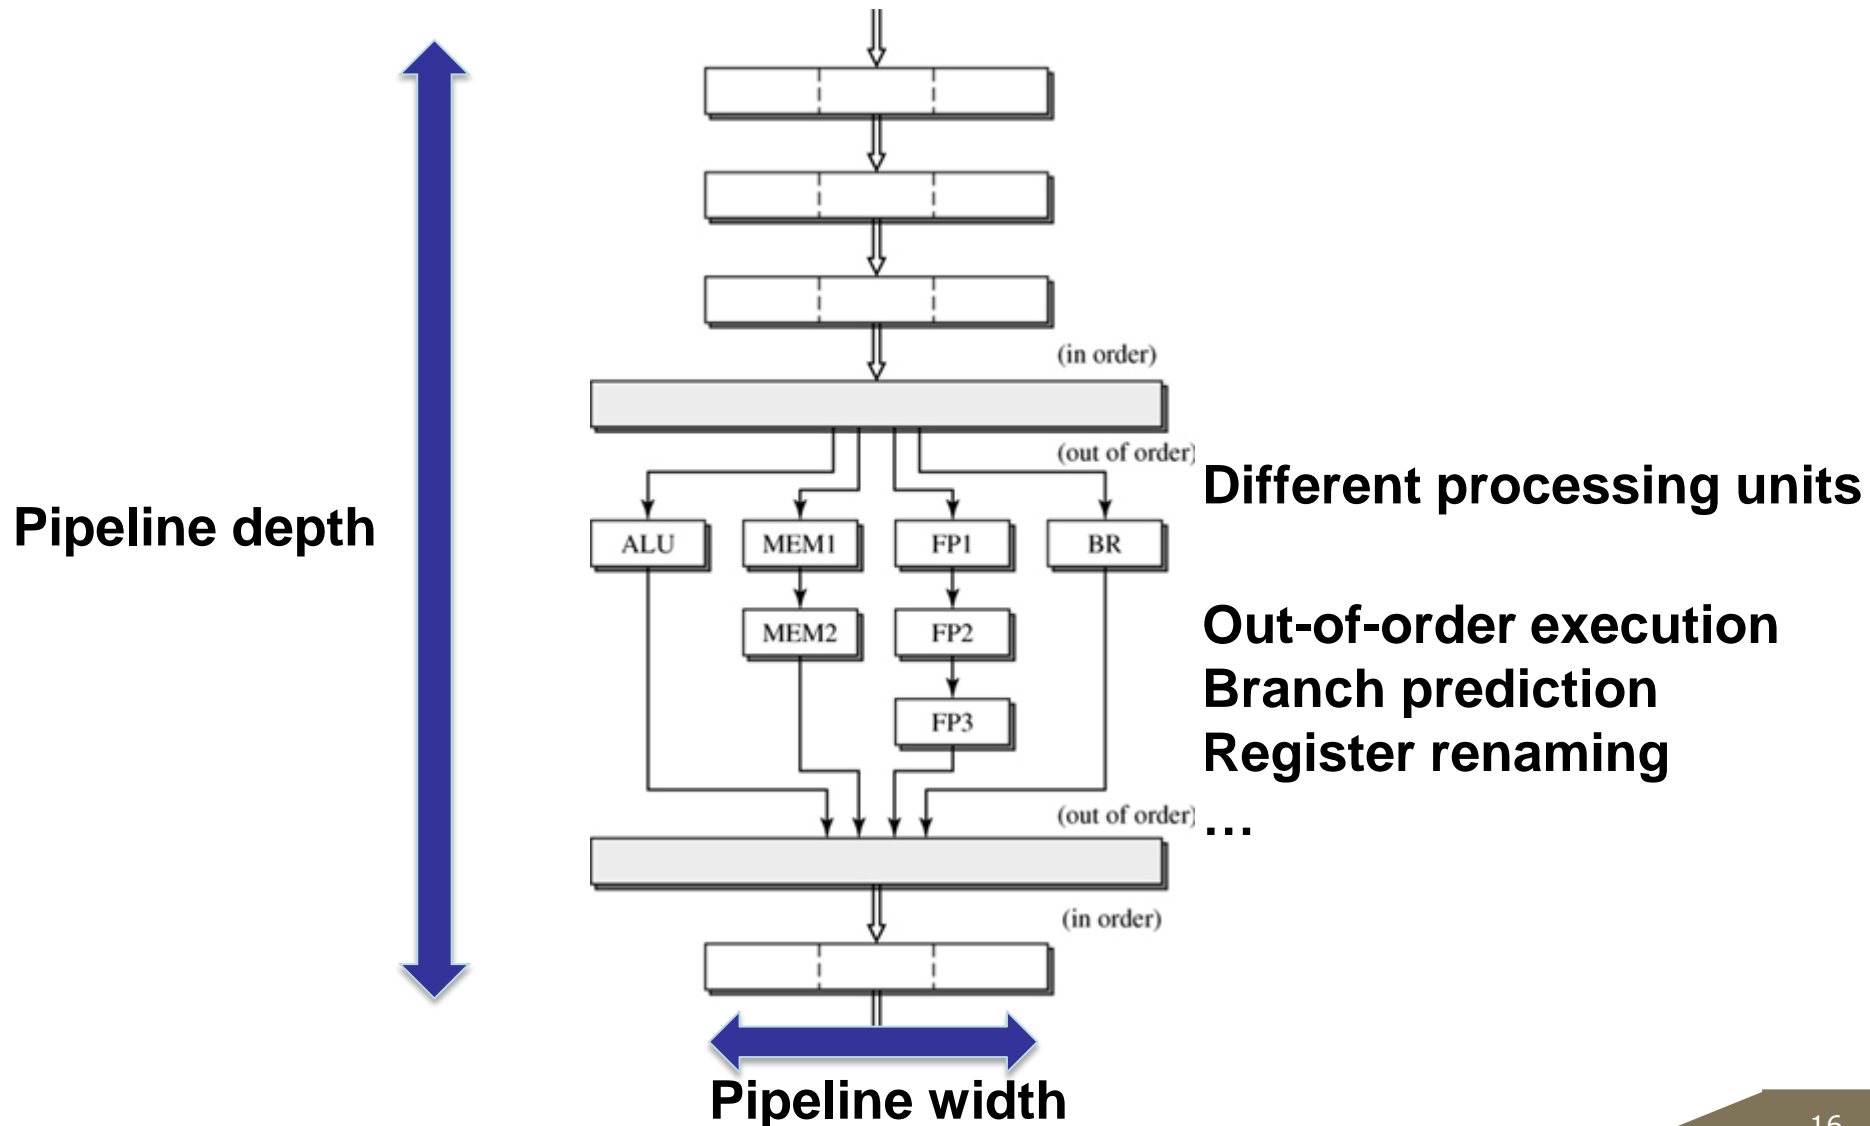 (in order)
(out of order)
Different processing units
Pipeline depth
ALU
MEM1
FP1
BR
MEM2
FP2
Out-of-order execution
Branch prediction
FP3
Register renaming
(out of order)
…
(in order)
Pipeline width
16